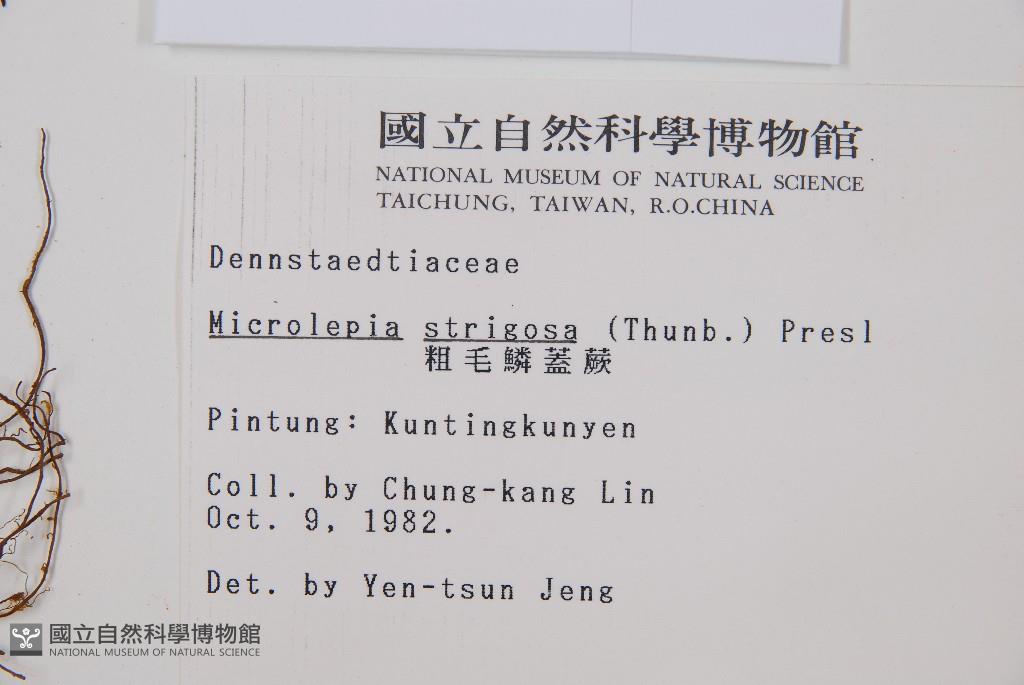 國立自然科學博物館
NATIONAL MUSEUM OF NATURAL SCIENCE
TAICHUNG, TAIWAN, R.O.CHINA
Dennstaedtiaceae
Microlepia strigosa (Thunb.) Presl
粗毛鱗蓋蕨
Pintung: Kuntingkunyen
Coll. by Chung-kang Lin
Oct. 9, 1982.
Det. by Yen-tsun Jeng
國立自然科學博物館
NATIONAL MUSEUM OF NATURAL SCIENCE